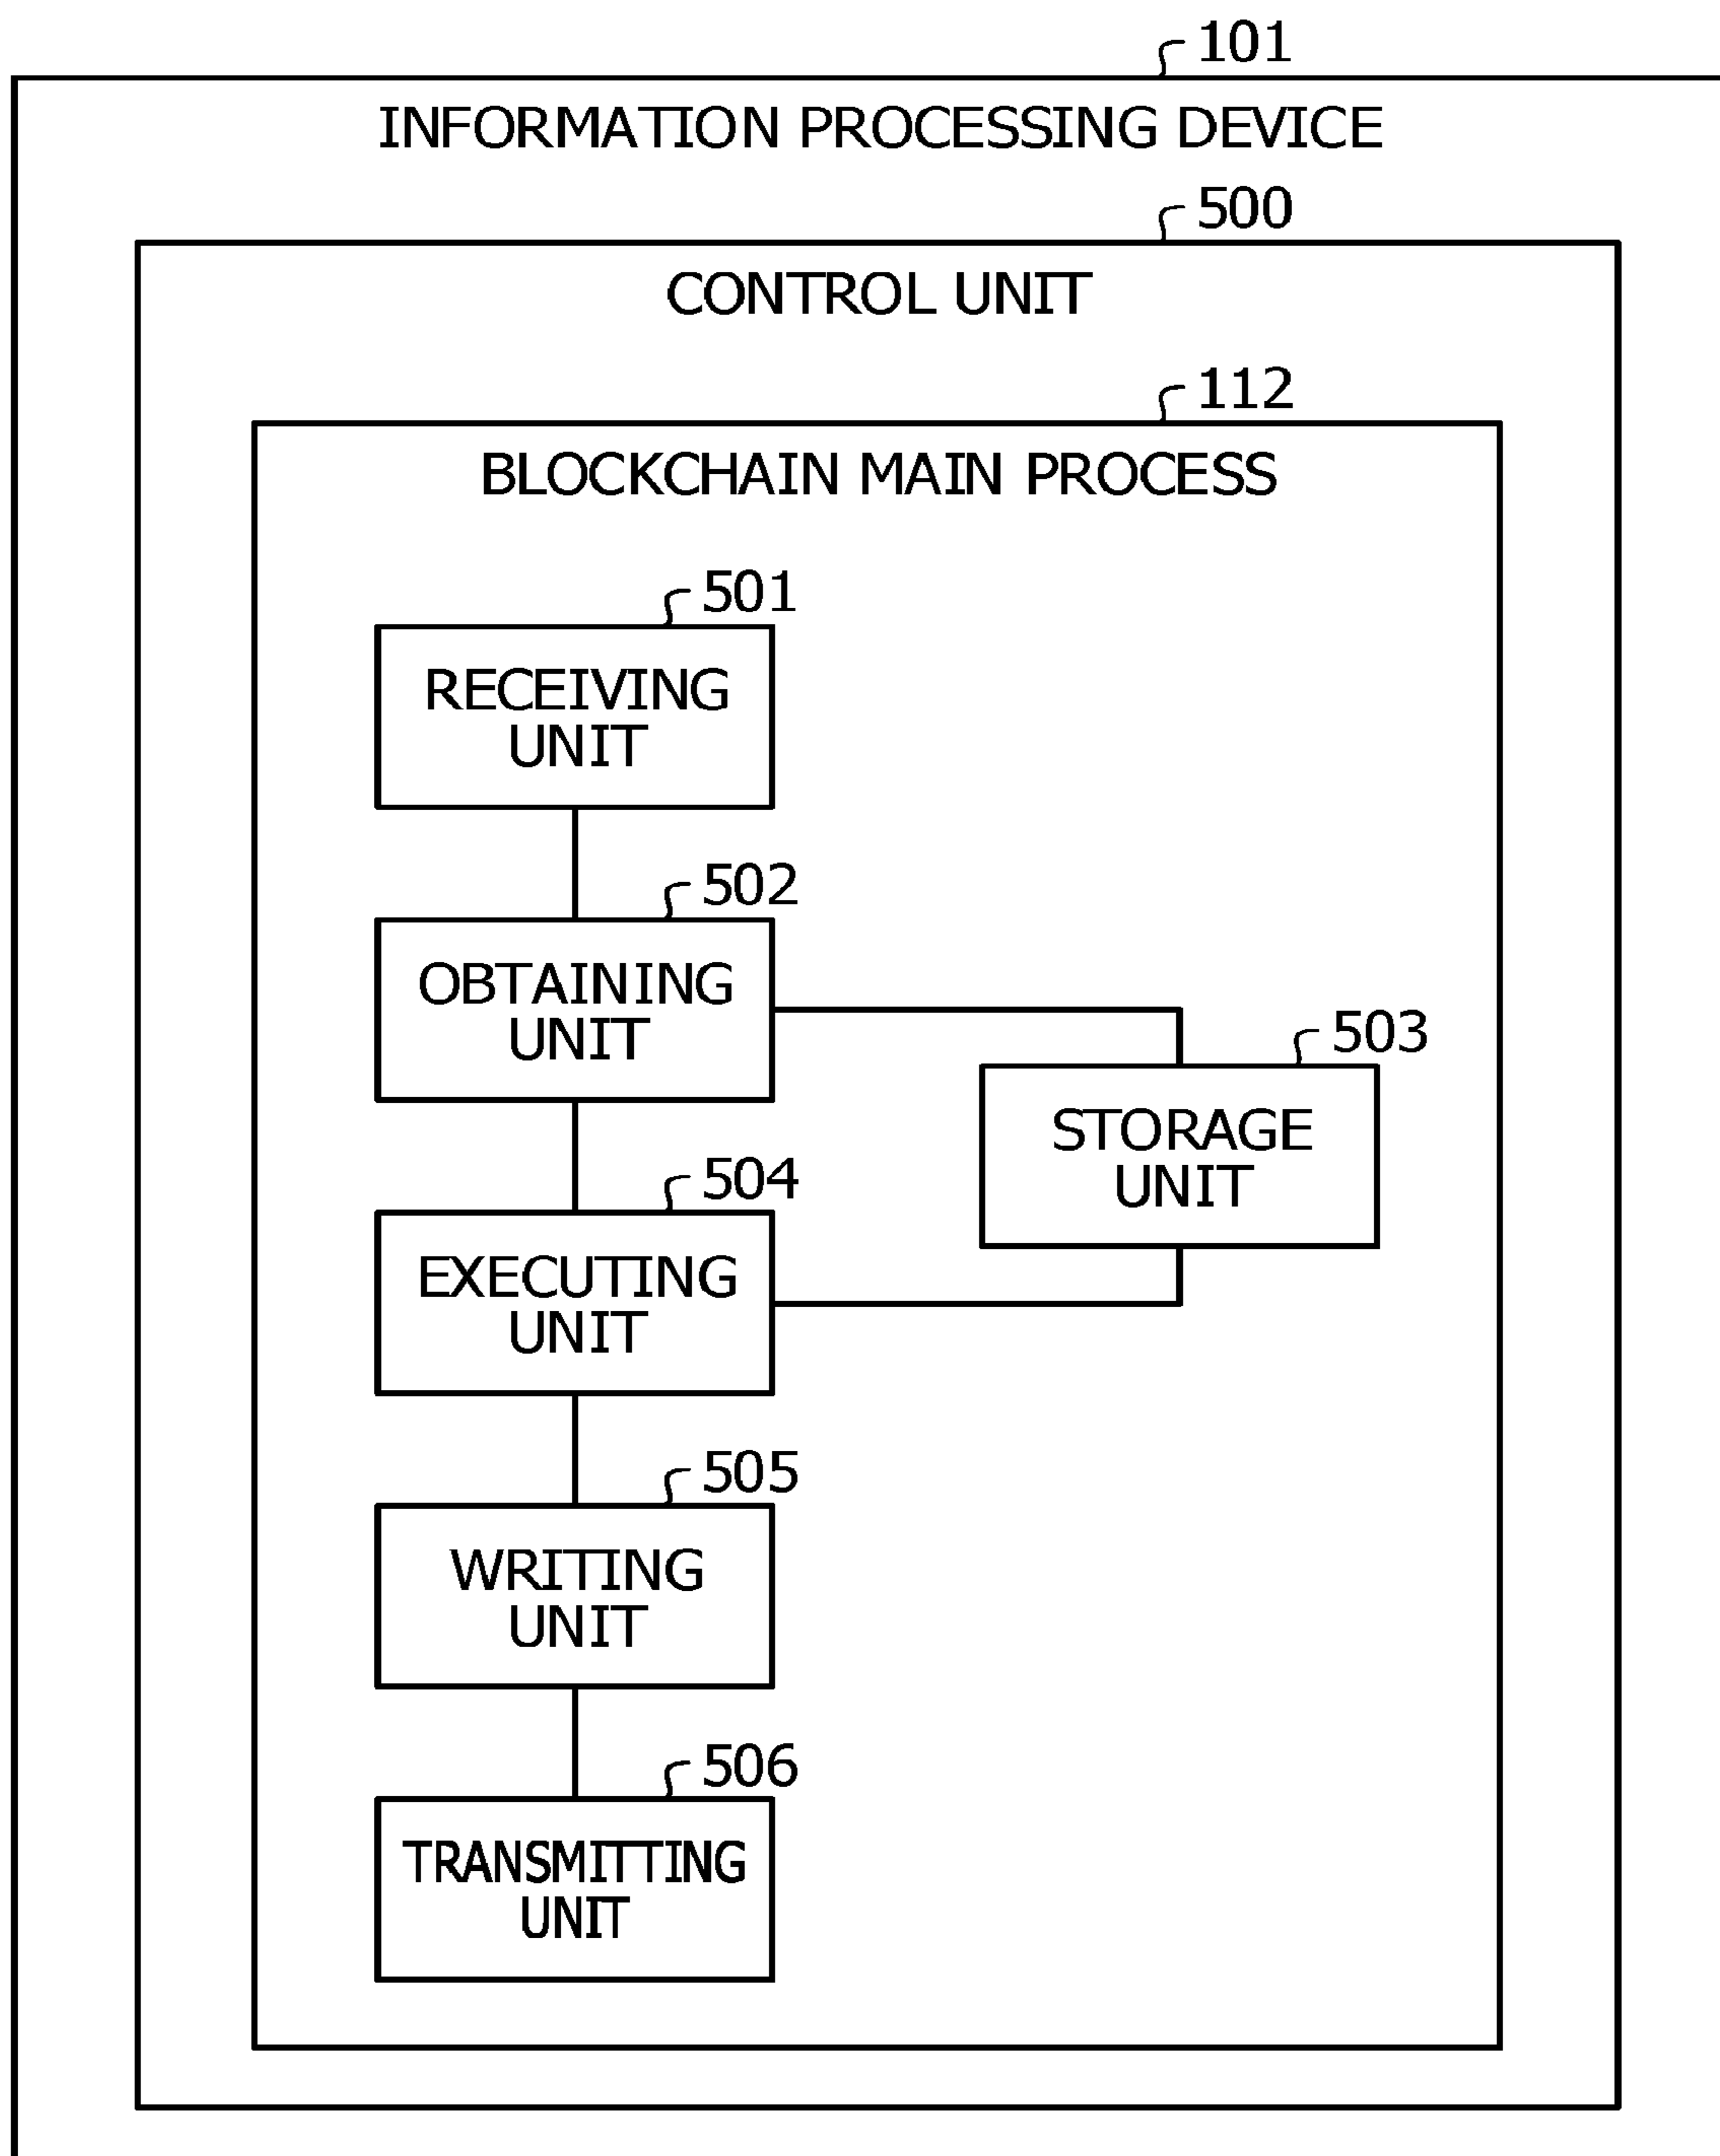 101
INFORMATION PROCESSING DEVICE
500
CONTROL UNIT
112
BLOCKCHAIN MAIN PROCESS
501
RECEIVING
UNIT
502
OBTAINING
UNIT
503
STORAGE
UNIT
504
EXECUTING
UNIT
505
WRITING
UNIT
506
TRANSMITTING
UNIT